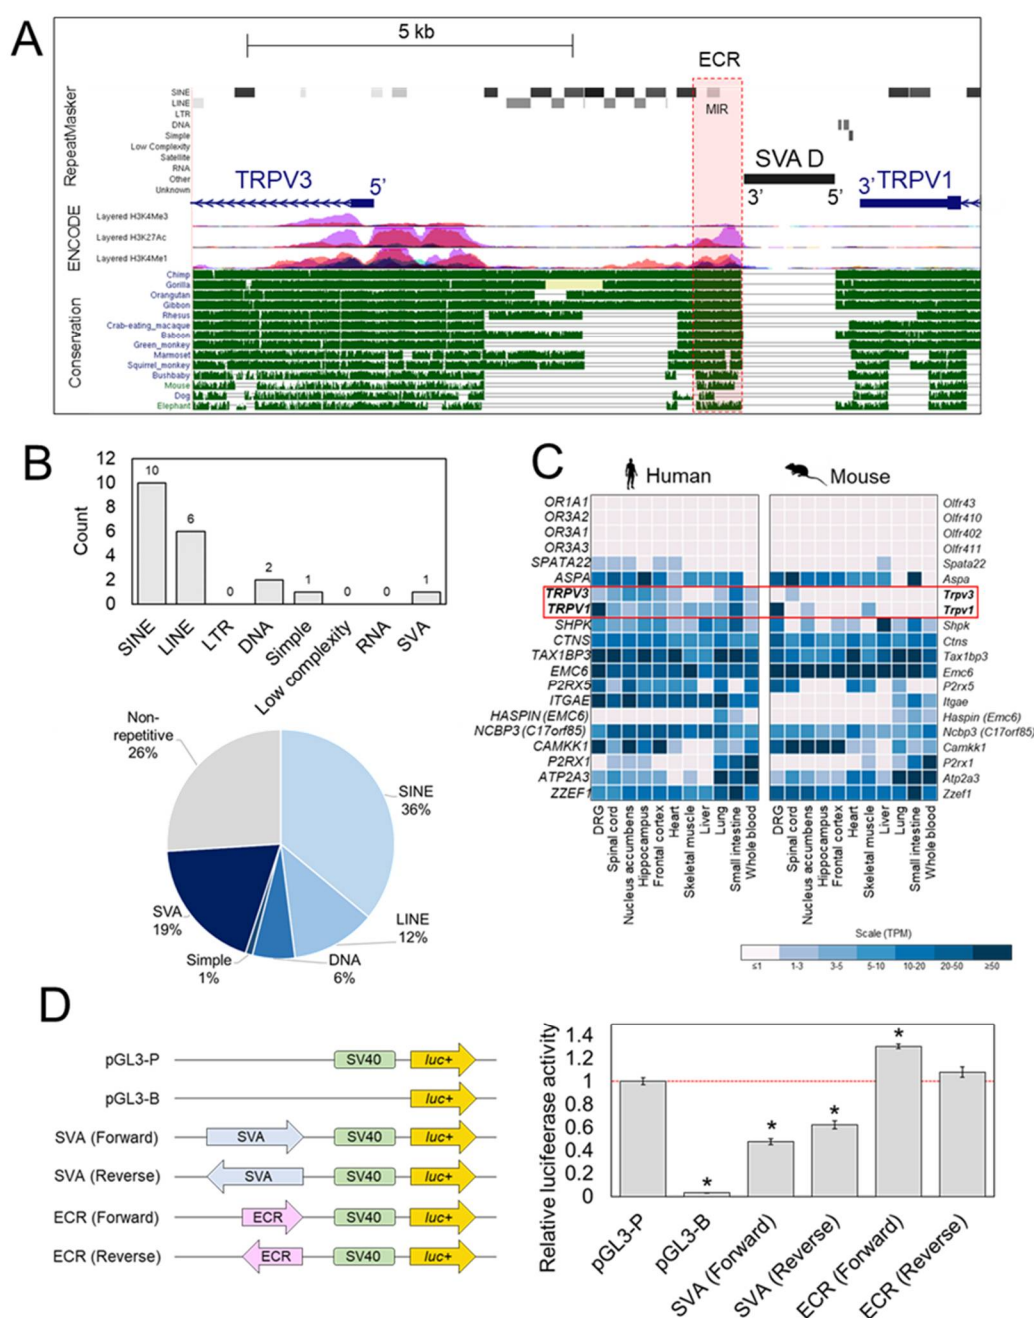 A
5 kb
ECR
RepeatMasker
SINE
LINE
LTR
DNA
Simple
Low Complexity
Satellite
RNA
Other
Unknown
MIR
SVA D
3’ 5’
TRPV3 5’
3’ TRPV1
ENCODE
Layered H3K4Me3
Layered H3K27Ac
Layered H3K4Me1
Conservation
Chimp
Gorilla
Orangutan
Gibbon
Rhesus
Crab-eating_macaque
Baboon
Green_monkey
Marmoset
Squirrel_monkey
Bushbaby
Mouse
Dog
Elephant
B
Count
12
10
8
6
4
2
0
10
6
0
2
1
0
0
1
SINE
LINE
LTR
DNA
Simple
Low complexity
RNA
SVA
Non-
repetitive
26%
SINE
36%
LINE
12%
DNA
6%
Simple
1%
SVA
19%
C
Human
Mouse
OR1A1 Olfr43
OR3A2 Olfr410
OR3A1 Olfr402
OR3A3 Olfr411
SPATA22 Spata22
ASPA Aspa
TRPV3 Trpv3
TRPV1 Trpv1
SHPK Shpk
CTNS Ctns
TAX1BP3 Tax1bp3
EMC6 Emc6
P2RX5 P2rx5
ITGAE Itgae
HASPIN (EMC6) Haspin (Emc6)
NCBP3 (C17orf85) Ncbp3 (C17orf85)
CAMKK1 Camkk1
P2RX1 P2rx1
ATP2A3 Atp2a3
ZZEF1 Zzef1
DRG
Spinal cord
Nucleus accumbens
Hippocampus
Frontal cortex
Heart
Skeletal muscle
Liver
Lung
Small intestine
Whole blood
DRG
Spinal cord
Nucleus accumbens
Hippocampus
Frontal cortex
Heart
Skeletal muscle
Liver
Lung
Small intestine
Whole blood
Scale (TPM)
≤1 1-3 3-5 5-10 10-20 20-50 ≥50
D
pGL3-P SV40 luc+
pGL3-B luc+
SVA (Forward) SVA SV40 luc+
SVA (Reverse) SVA SV40 luc+
ECR (Forward) ECR SV40 luc+
ECR (Reverse) ECR SV40 luc+
Relative lucifeerase activity
1.4
1.2
1
0.8
0.6
0.4
0.2
0
*
*
*
*
pGL3-P
pGL3-B
SVA (Forward)
SVA (Reverse)
ECR (Forward)
ECR (Reverse)